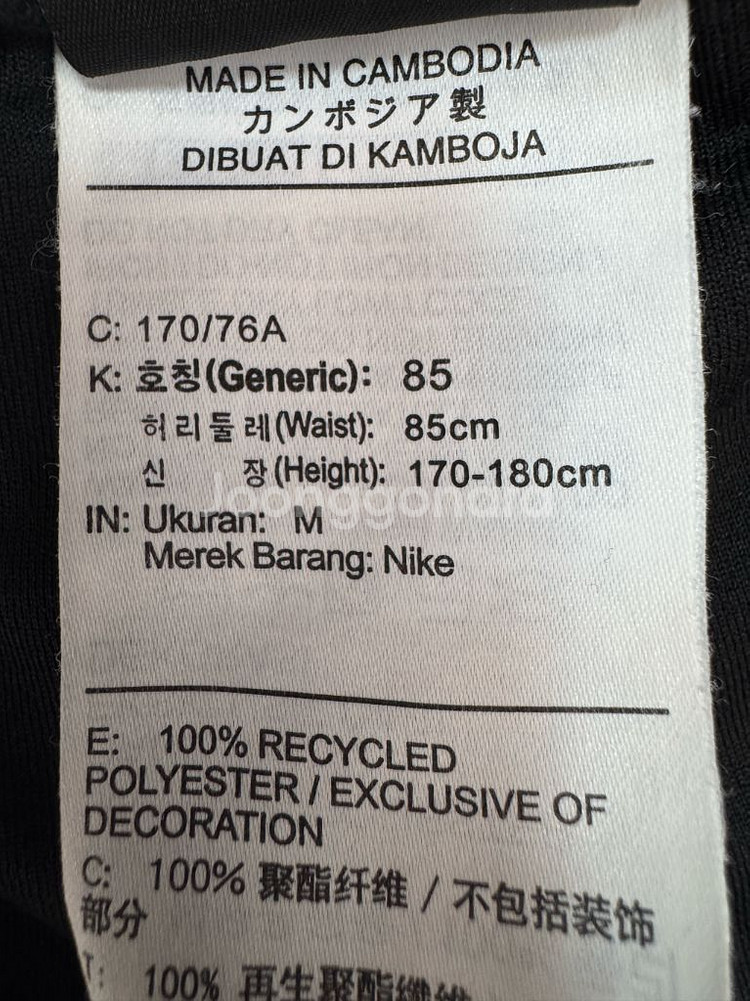 MADE IN CAMBODIA
カンボジア製
DIBUAT DI KAMBOJA
C: 170/76A
K: 호칭(Generic): 85
허리둘레(Waist): 85cm
신 장(Height): 170-180cm
joonggonara
IN: Ukuran: M
Merek Barang: Nike
E: 100% RECYCLED
POLYESTER / EXCLUSIVE OF
DECORATION
C: 100% 聚酯纤维 / 不包括装饰
部分
T: 100% 再生聚酯纖維